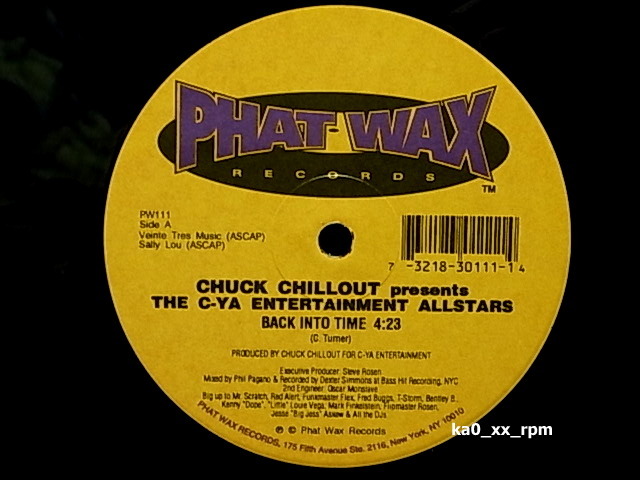 PHAT WAX
RECORDS
TM
PW111
Side A
Veinte Tres Music (ASCAP)
Sally Lou (ASCAP)
7 -3218-30111-1 4
CHUCK CHILLOUT presents
THE C-YA ENTERTAINMENT ALLSTARS
BACK INTO TIME 4:23
(C. Turner)
PRODUCED BY CHUCK CHILLOUT FOR C-YA ENTERTAINMENT
Executive Producer: Steve Rosen
Mixed by Phil Pagano & Recorded by Dexter Simmons at Bass Hit Recording, NYC
2nd Engineer: Oscar Monsalve
Big up to Mr. Scratch, Red Alert, Funkmaster Flex, Fred Buggs, T-Storm, Bentley B.,
Kenny "Dope", "Little" Louie Vega, Mark Finkelstein, Flipmaster Rosen,
Jesse "Big Jess" Askew & All the DJs
℗ © Phat Wax Records
PHAT WAX RECORDS, 175 Fifth Avenue Ste. 2116, New York, NY 10010
ka0_xx_rpm